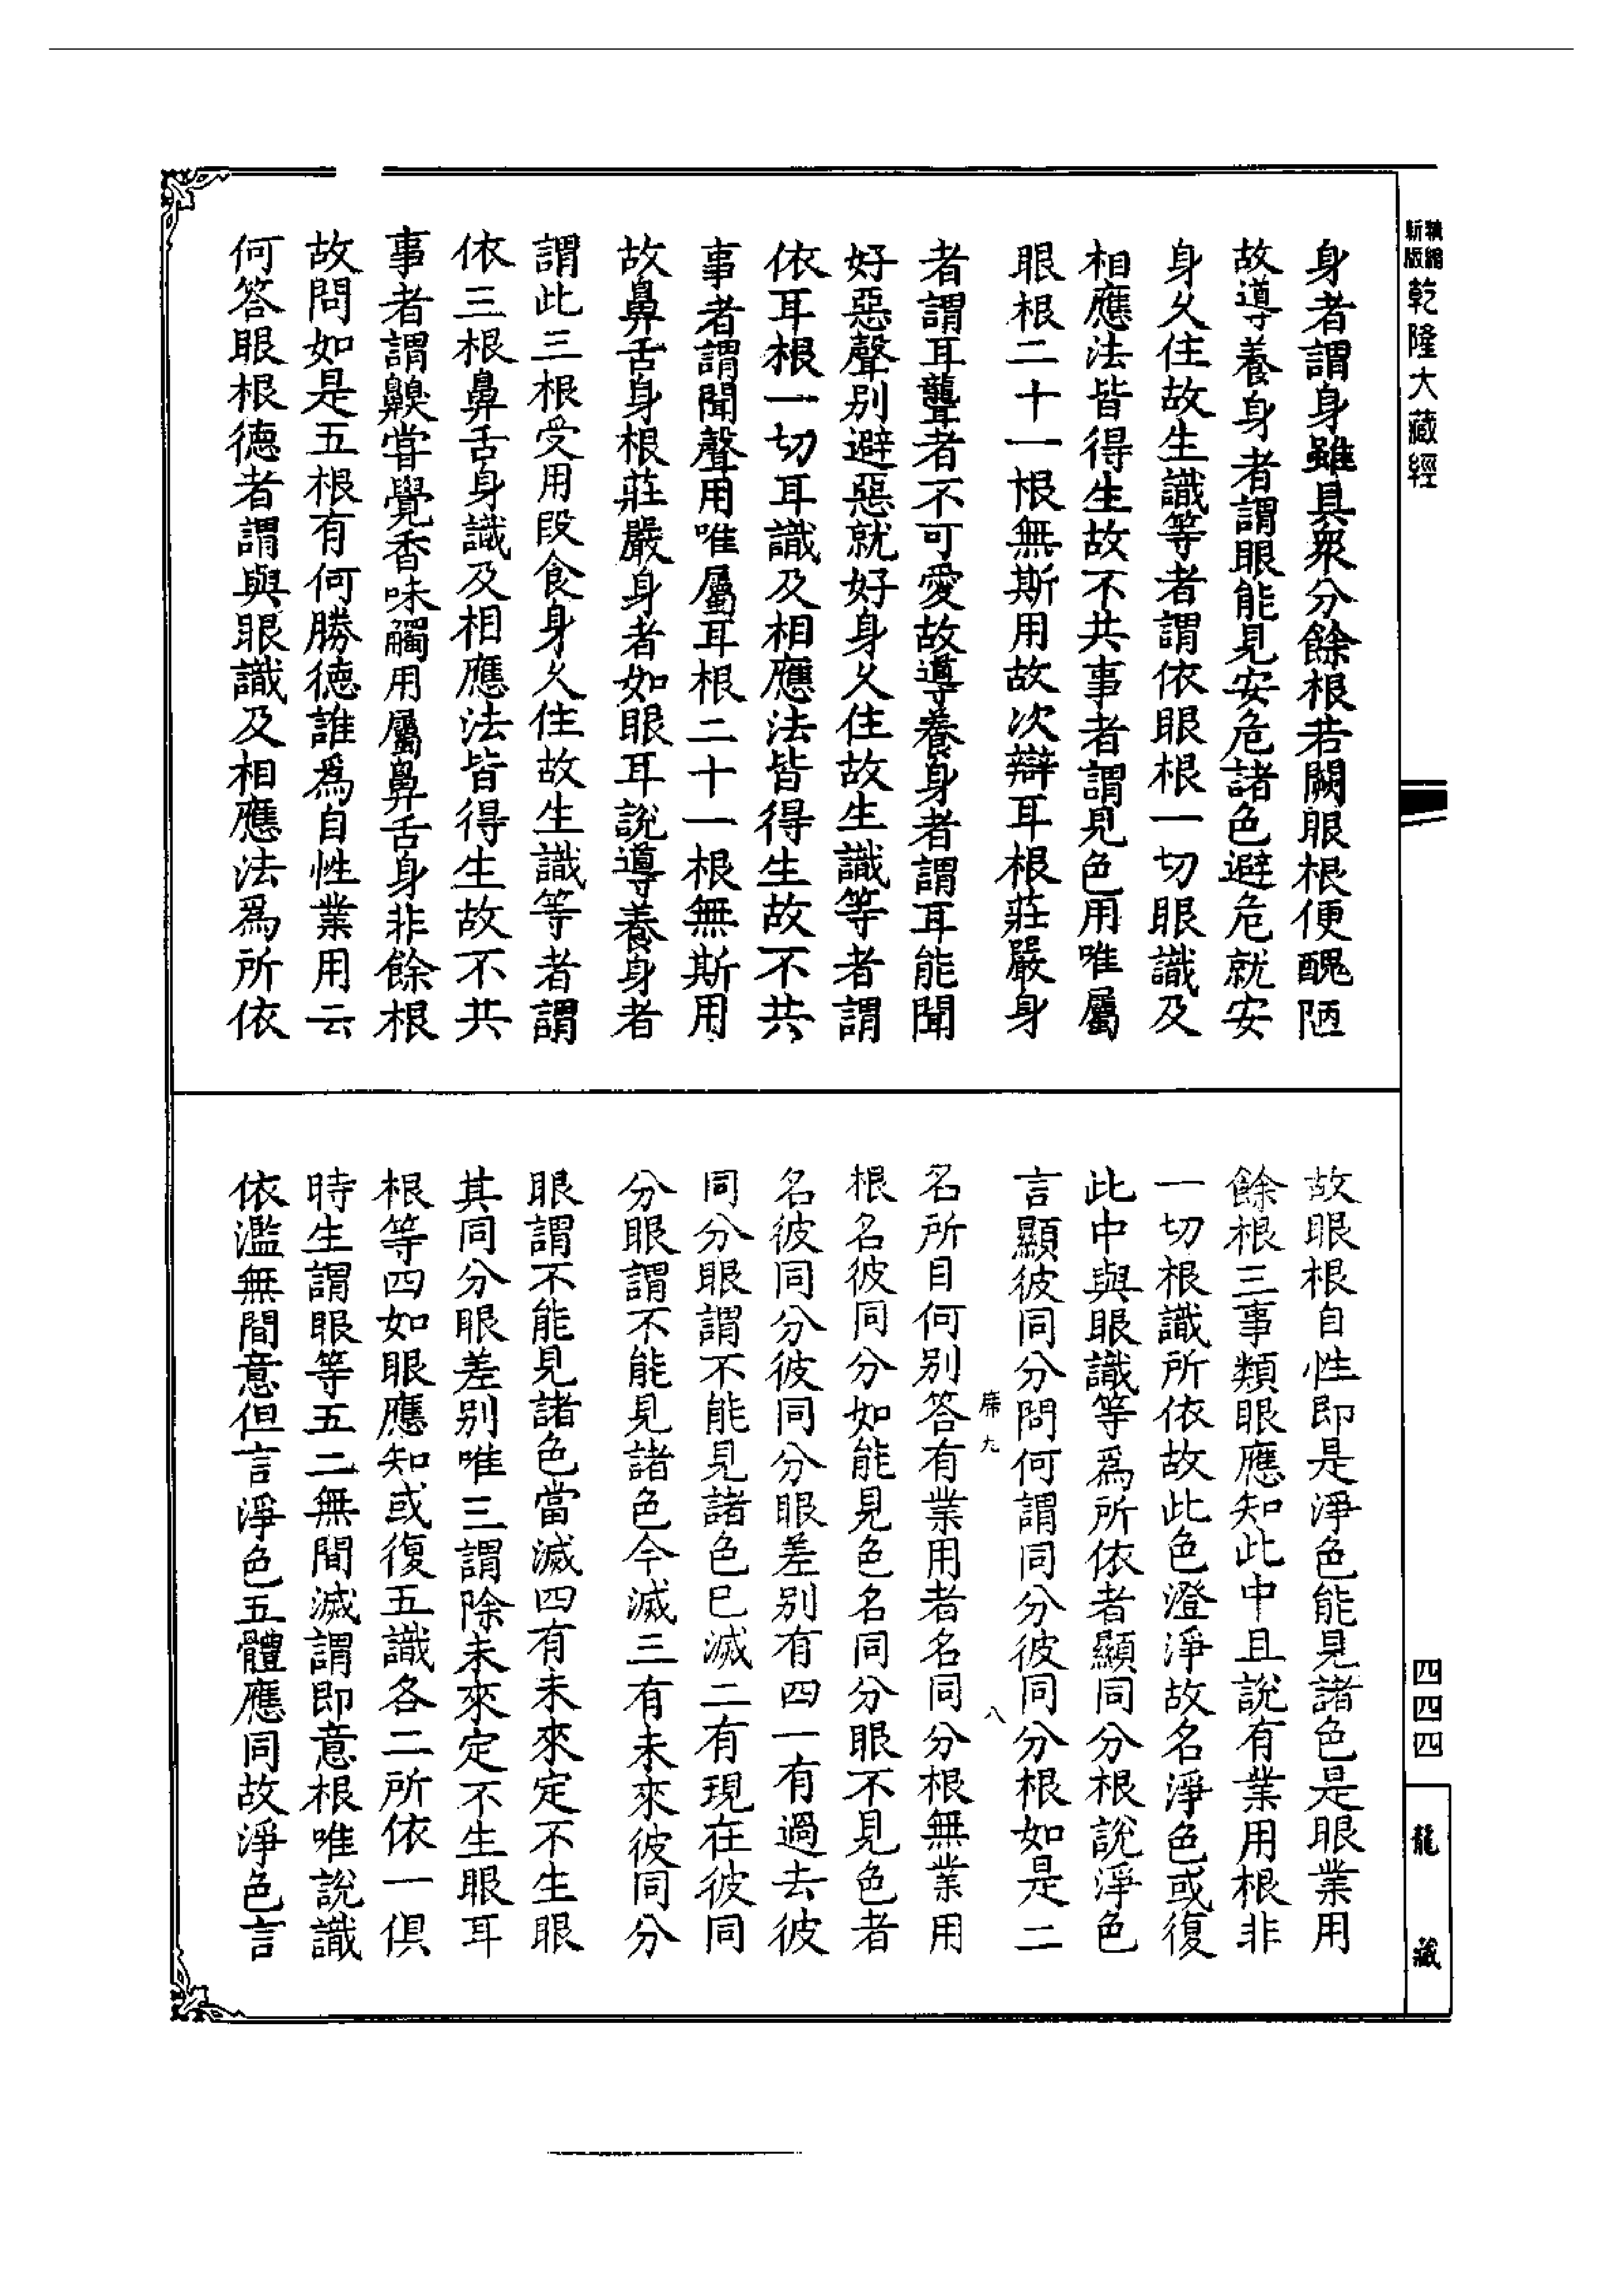 新版 精縮 乾隆大藏經
身者謂身雖具衆分餘根若闕眼根便醜陋
故導養身者謂眼能見安危諸色避危就安
身久住故生識等者謂依眼根一切眼識及
相應法皆得生故不共事者謂見色用唯屬
眼根二十一根無斯用故次辯耳根莊嚴身
者謂耳聾者不可愛故導養身者謂耳能聞
好惡聲別避惡就好身久住故生識等者謂
依耳根一切耳識及相應法皆得生故不共
事者謂聞聲用唯屬耳根二十一根無斯用
故鼻舌身根莊嚴身者如眼耳說導養身者
謂此三根受用段食身久住故生識等者謂
依三根鼻舌身識及相應法皆得生故不共
事者謂齅甞覺香味觸用屬鼻舌身非餘根
故問如是五根有何勝德誰爲自性業用云
何答眼根德者謂與眼識及相應法爲所依
故眼根自性即是淨色能見諸色是眼業用
餘根三事類眼應知此中且說有業用根非
一切根識所依故此色澄淨故名淨色或復
此中與眼識等爲所依者顯同分根說淨色
言顯彼同分問何謂同分彼同分根如是二
席九 八
名所目何別答有業用者名同分根無業用
根名彼同分如能見色名同分眼不見色者
名彼同分彼同分眼差別有四一有過去彼
同分眼謂不能見諸色已滅二有現在彼同
分眼謂不能見諸色今滅三有未來彼同分
眼謂不能見諸色當滅四有未來定不生眼
其同分眼差別唯三謂除未來定不生眼耳
根等四如眼應知或復五識各二所依一俱
時生謂眼等五二無間滅謂即意根唯說識
依濫無間意但言淨色五體應同故淨色言
四四四
龍藏